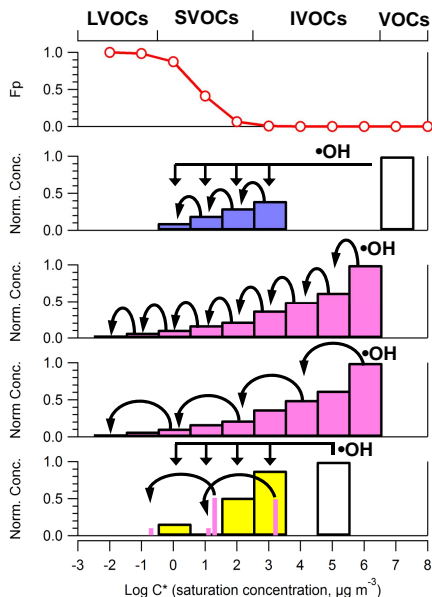 LVOCs SVOCs IVOCs VOCs
Fp
1.0
0.5
0.0
Norm. Conc.
1.0
0.5
0.0
•OH
Norm. Conc.
1.0
0.5
0.0
•OH
Norm Conc.
1.0
0.5
0.0
•OH
Norm. Conc.
1.0
0.5
0.0
•OH
-3 -2 -1 0 1 2 3 4 5 6 7 8
Log C* (saturation concentration, µg m-3)